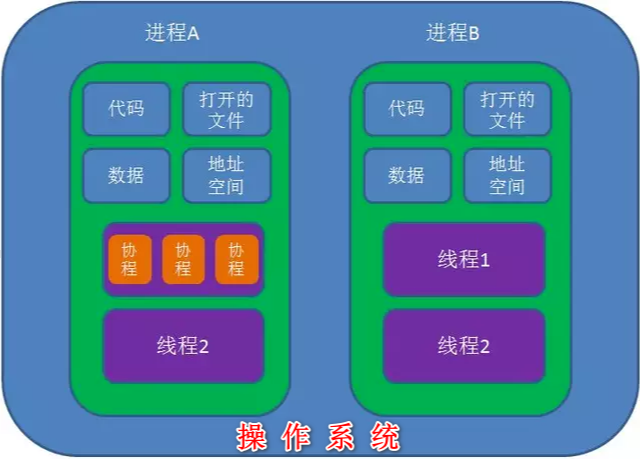 进程A
进程B
代码
打开的
文件
数据
地址
空间
协
程
协
程
协
程
线程2
代码
打开的
文件
数据
地址
空间
线程1
线程2
操作系统